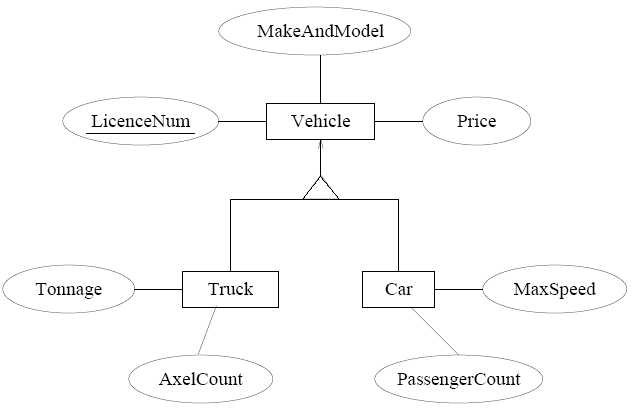 MakeAndModel
LicenceNum
Vehicle
Price
Tonnage
Truck
Car
MaxSpeed
AxelCount
PassengerCount